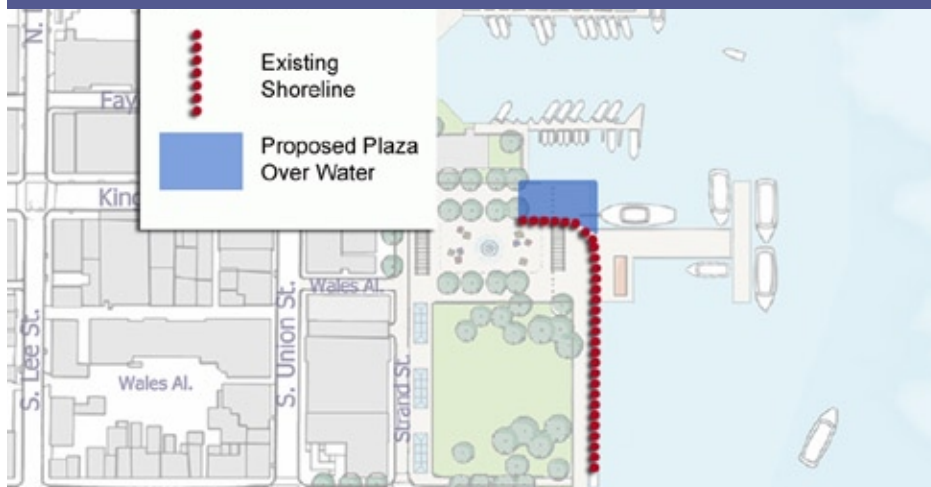 Existing
Shoreline
Proposed Plaza
Over Water
Wales Al.
Wales Al.
S. Lee St.
S. Union St.
Strand St.